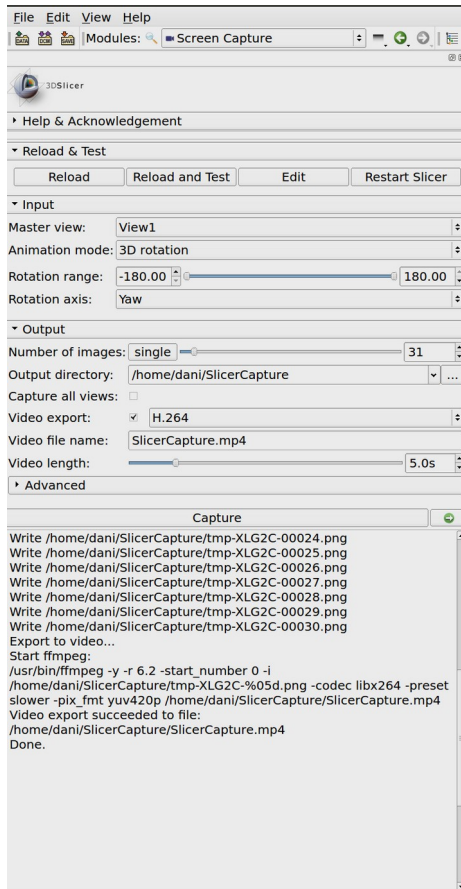 File Edit View Help
DATA DCM SAVE Modules: Screen Capture
3DSlicer
Help & Acknowledgement
Reload & Test
Reload Reload and Test Edit Restart Slicer
Input
Master view: View1
Animation mode: 3D rotation
Rotation range: -180.00 180.00
Rotation axis: Yaw
Output
Number of images: single 31
Output directory: /home/dani/SlicerCapture ...
Capture all views:
Video export: H.264
Video file name: SlicerCapture.mp4
Video length: 5.0s
Advanced
Capture
Write /home/dani/SlicerCapture/tmp-XLG2C-00024.png
Write /home/dani/SlicerCapture/tmp-XLG2C-00025.png
Write /home/dani/SlicerCapture/tmp-XLG2C-00026.png
Write /home/dani/SlicerCapture/tmp-XLG2C-00027.png
Write /home/dani/SlicerCapture/tmp-XLG2C-00028.png
Write /home/dani/SlicerCapture/tmp-XLG2C-00029.png
Write /home/dani/SlicerCapture/tmp-XLG2C-00030.png
Export to video...
Start ffmpeg:
/usr/bin/ffmpeg -y -r 6.2 -start_number 0 -i
/home/dani/SlicerCapture/tmp-XLG2C-%05d.png -codec libx264 -preset
slower -pix_fmt yuv420p /home/dani/SlicerCapture/SlicerCapture.mp4
Video export succeeded to file:
/home/dani/SlicerCapture/SlicerCapture.mp4
Done.